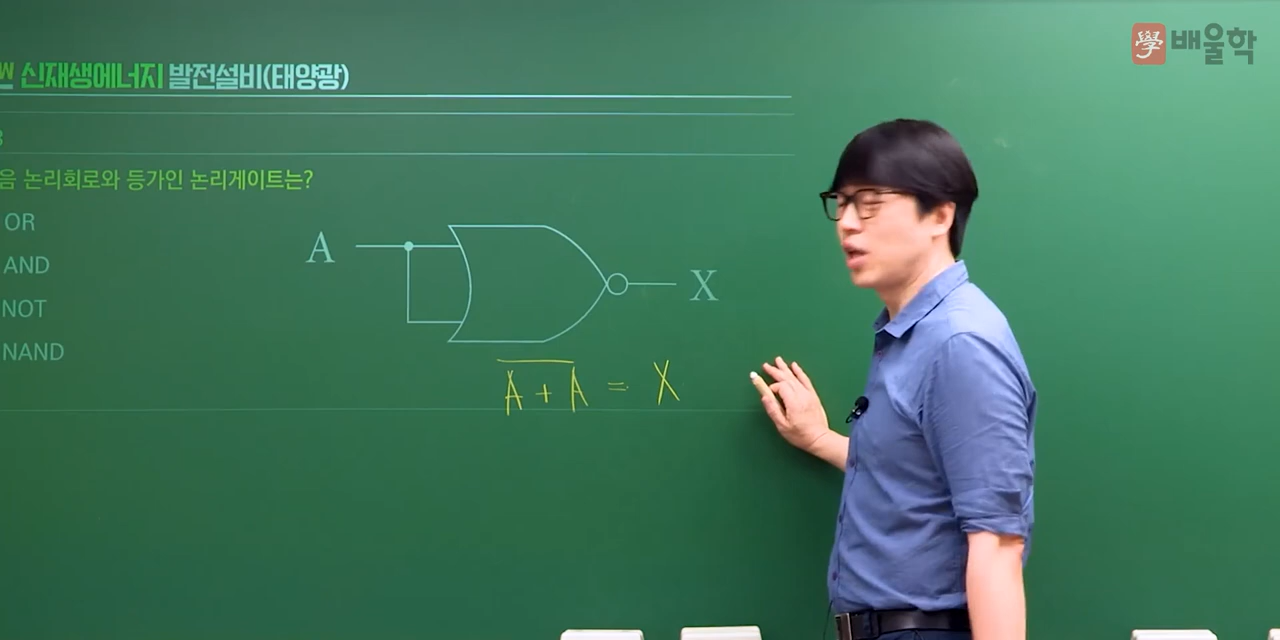 學 배울학
신재생에너지 발전설비(태양광)
논리회로와 등가인 논리게이트는?
OR
AND
NOT
NAND
A
X
A + A = X